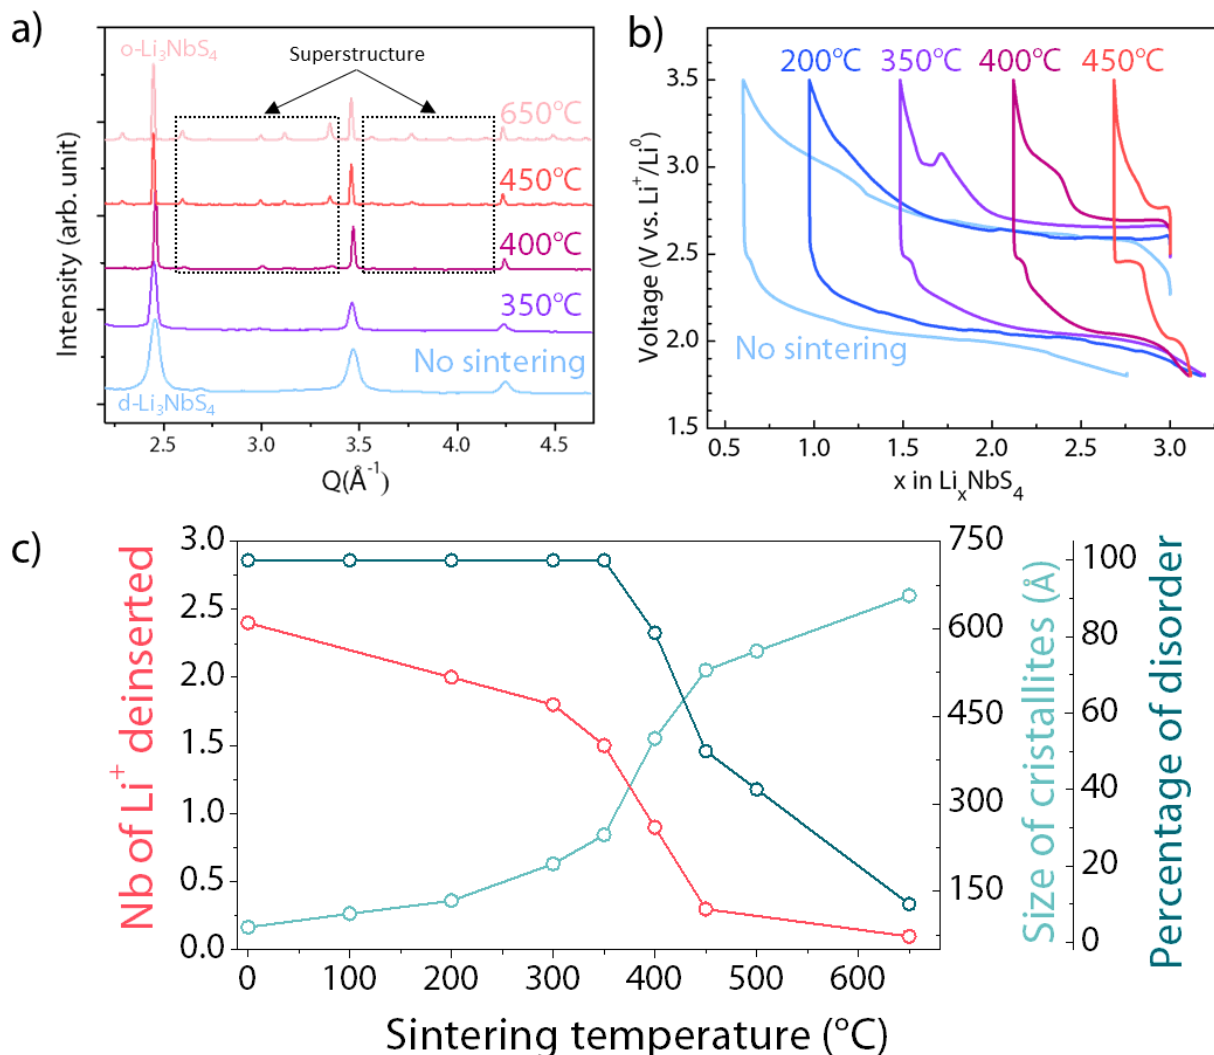 a)
o-Li₃NbS₄
Superstructure
650°C
450°C
400°C
350°C
No sintering
d-Li₃NbS₄
Intensity (arb. unit)
2.5 3.0 3.5 4.0 4.5
Q(Å⁻¹)
b)
200°C 350°C 400°C 450°C
No sintering
Voltage (V vs. Li⁺/Li⁰)
3.5
3.0
2.5
2.0
1.5
0.5 1.0 1.5 2.0 2.5 3.0
x in LiₓNbS₄
c)
Nb of Li⁺ deinserted
3.0
2.5
2.0
1.5
1.0
0.5
0.0
750
600
450
300
150
Size of cristallites (Å)
100
80
60
40
20
0
Percentage of disorder
0 100 200 300 400 500 600
Sintering temperature (°C)